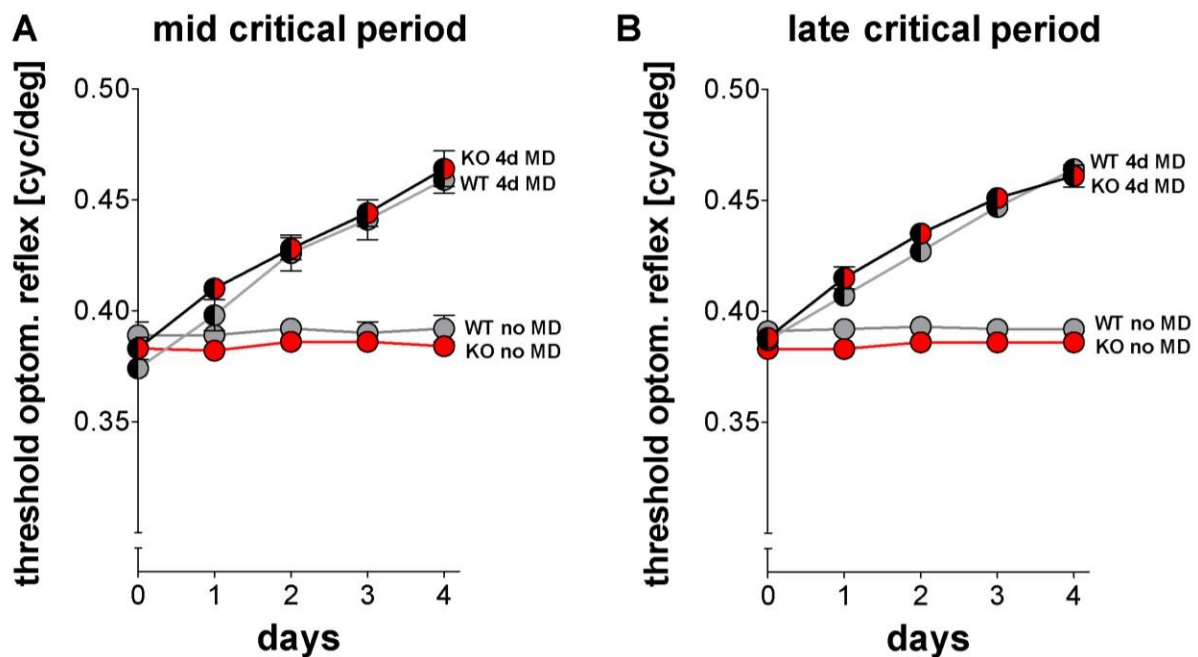 A mid critical period
threshold optom. reflex [cyc/deg]
0.50
0.45
0.40
0.35
KO 4d MD
WT 4d MD
WT no MD
KO no MD
0 1 2 3 4
days
B late critical period
threshold optom. reflex [cyc/deg]
0.50
0.45
0.40
0.35
WT 4d MD
KO 4d MD
WT no MD
KO no MD
0 1 2 3 4
days